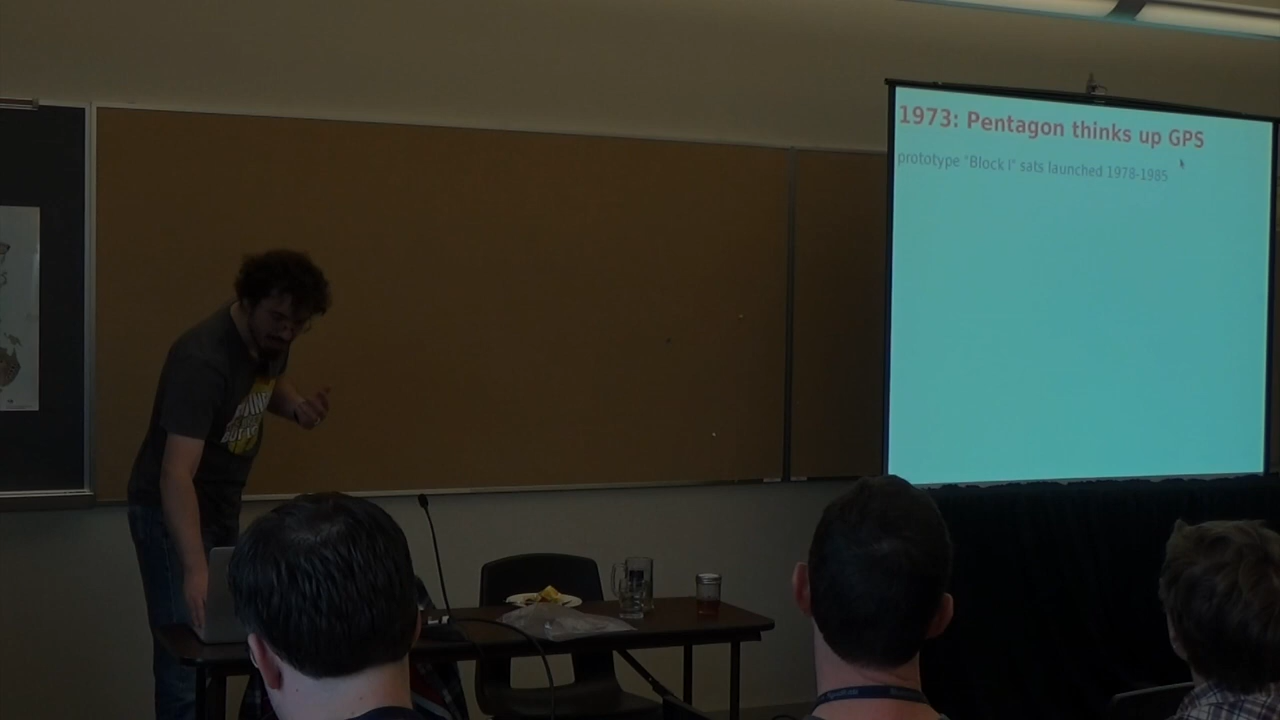 1973: Pentagon thinks up GPS
prototype "Block I" sats launched 1978-1985